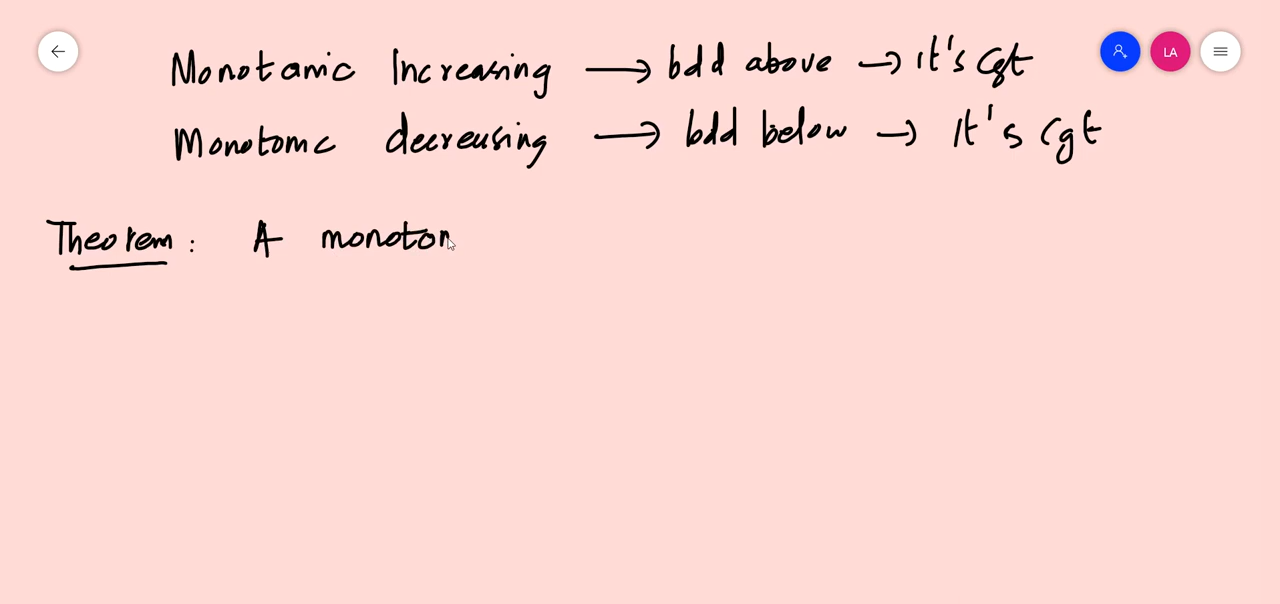 Monotonic Increasing → bdd above → it's cgt
Monotonic decreasing → bdd below → It's cgt
LA
Theorem : A monoton